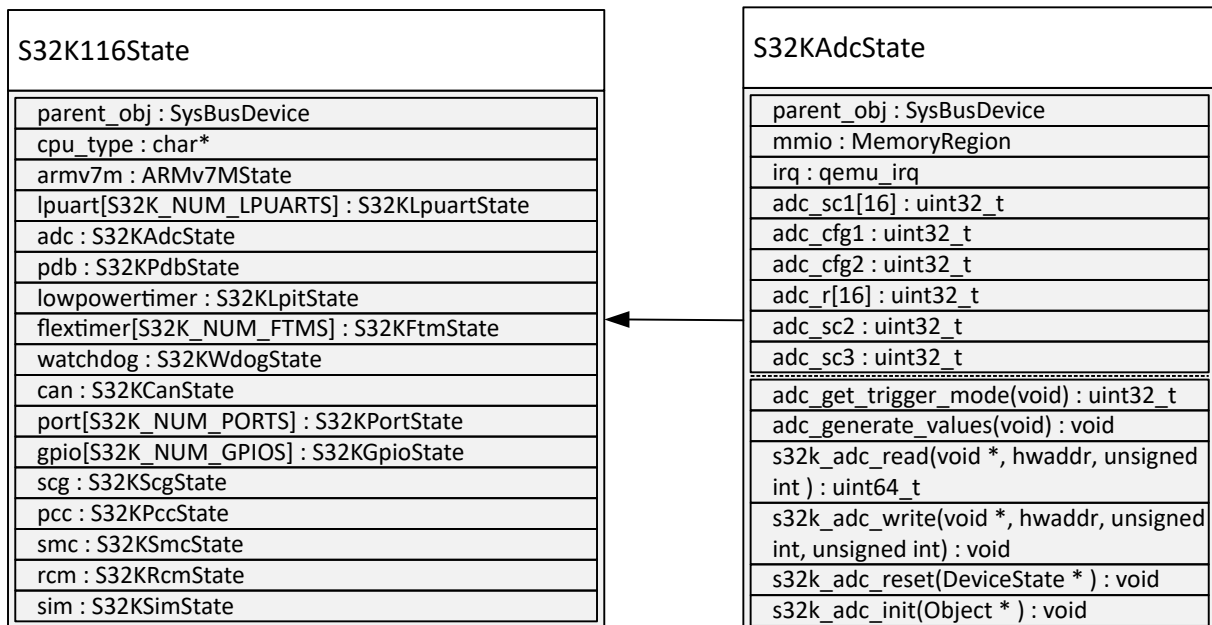 S32K116State
parent_obj : SysBusDevice
cpu_type : char*
armv7m : ARMv7MState
lpuart[S32K_NUM_LPUARTS] : S32KLpuartState
adc : S32KAdcState
pdb : S32KPdbState
lowpowertimer : S32KLpitState
flextimer[S32K_NUM_FTMS] : S32KFtmState
watchdog : S32KWdogState
can : S32KCanState
port[S32K_NUM_PORTS] : S32KPortState
gpio[S32K_NUM_GPIOS] : S32KGpioState
scg : S32KScgState
pcc : S32KPccState
smc : S32KSmcState
rcm : S32KRcmState
sim : S32KSimState
S32KAdcState
parent_obj : SysBusDevice
mmio : MemoryRegion
irq : qemu_irq
adc_sc1[16] : uint32_t
adc_cfg1 : uint32_t
adc_cfg2 : uint32_t
adc_r[16] : uint32_t
adc_sc2 : uint32_t
adc_sc3 : uint32_t
adc_get_trigger_mode(void) : uint32_t
adc_generate_values(void) : void
s32k_adc_read(void *, hwaddr, unsigned
int ) : uint64_t
s32k_adc_write(void *, hwaddr, unsigned
int, unsigned int) : void
s32k_adc_reset(DeviceState * ) : void
s32k_adc_init(Object * ) : void